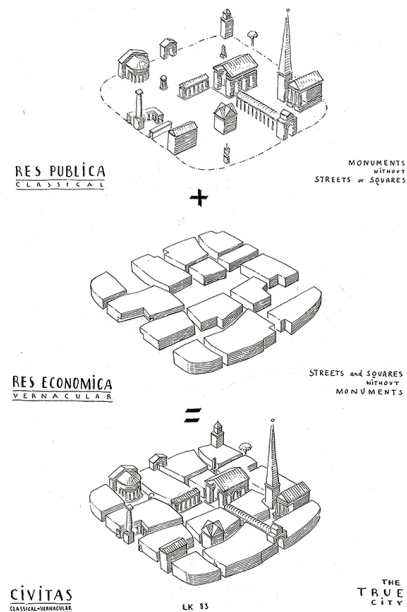 RES PUBLICA
CLASSICAL
MONUMENTS
WITHOUT
STREETS or SQUARES
+
RES ECONOMICA
VERNACULAR
STREETS and SQUARES
WITHOUT
MONUMENTS
=
CIVITAS
CLASSICAL+VERNACULAR
LK 83
THE
TRUE
CITY